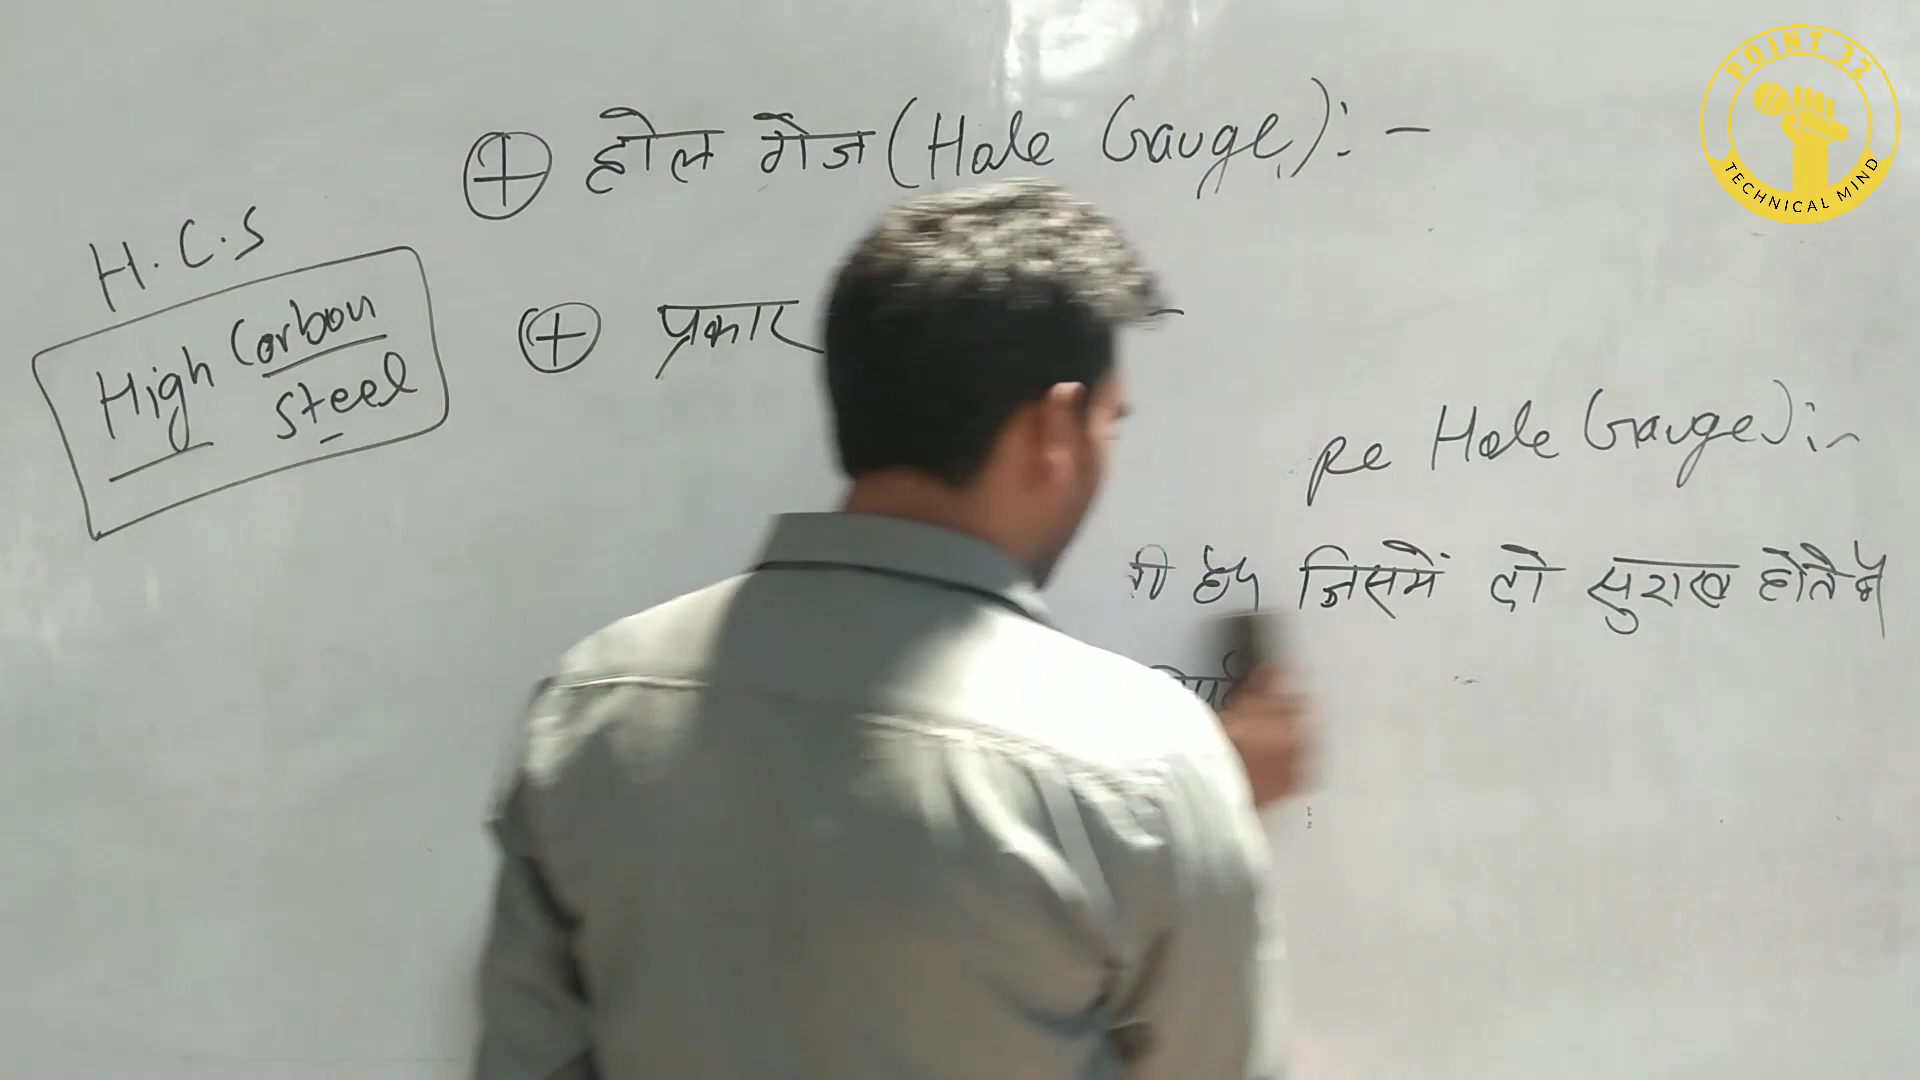 ⊕ होल गेज (Hole Gauge):-
H.C.S
High Carbon
Steel
⊕ प्रकार -
pe Hole Gauge):-
जिसमें दो सुराख होते है
POINT 32
TECHNICAL MIND